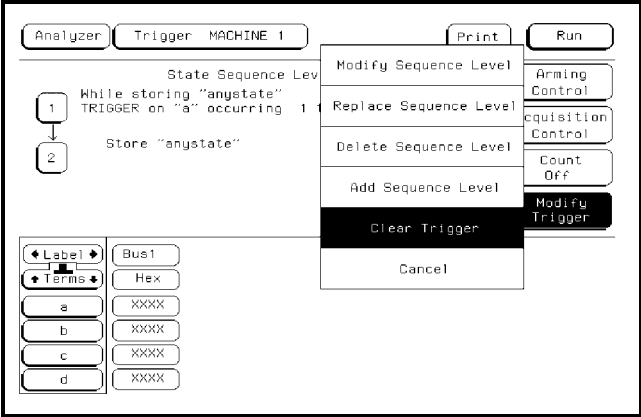 Analyzer Trigger MACHINE 1 Print Run
State Sequence Lev
While storing "anystate"
1 TRIGGER on "a" occurring 1
Store "anystate"
2
Modify Sequence Level
Replace Sequence Level
Delete Sequence Level
Add Sequence Level
Clear Trigger
Cancel
Arming
Control
cquisition
Control
Count
Off
Modify
Trigger
Label Bus1
Terms Hex
a XXXX
b XXXX
c XXXX
d XXXX